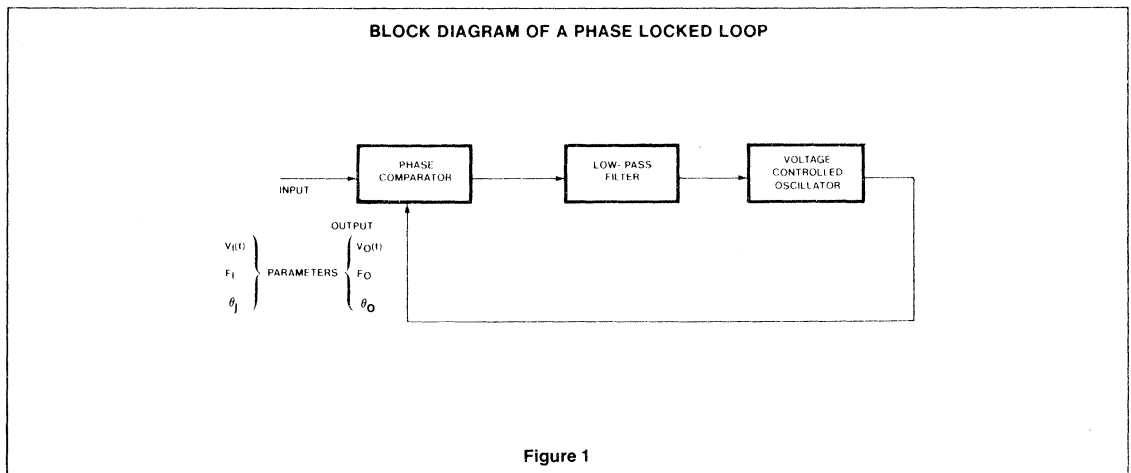 BLOCK DIAGRAM OF A PHASE LOCKED LOOP
PHASE
COMPARATOR
LOW-PASS
FILTER
VOLTAGE
CONTROLLED
OSCILLATOR
INPUT
OUTPUT
VI(t)
FI
θi
PARAMETERS
VO(t)
FO
θO
Figure 1